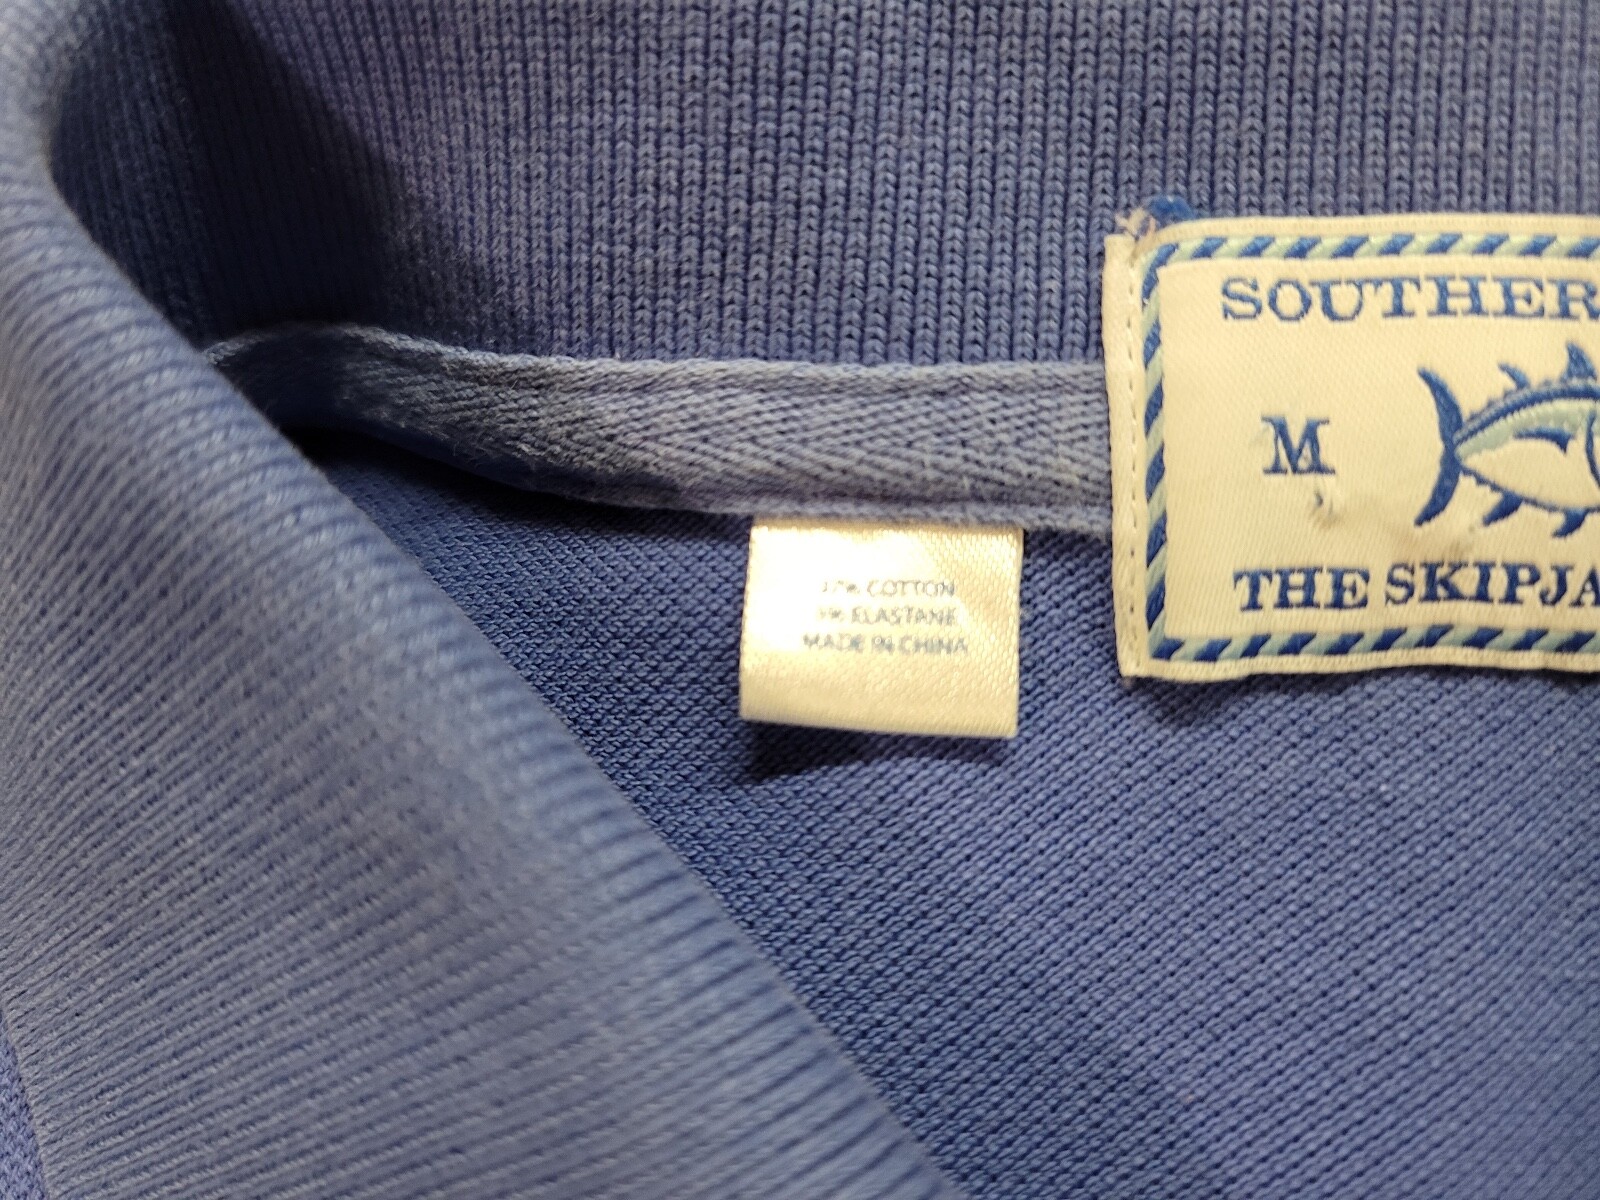 SOUTHER
M
THE SKIPJA
COTTON
ELASTANE
MADE IN CHINA